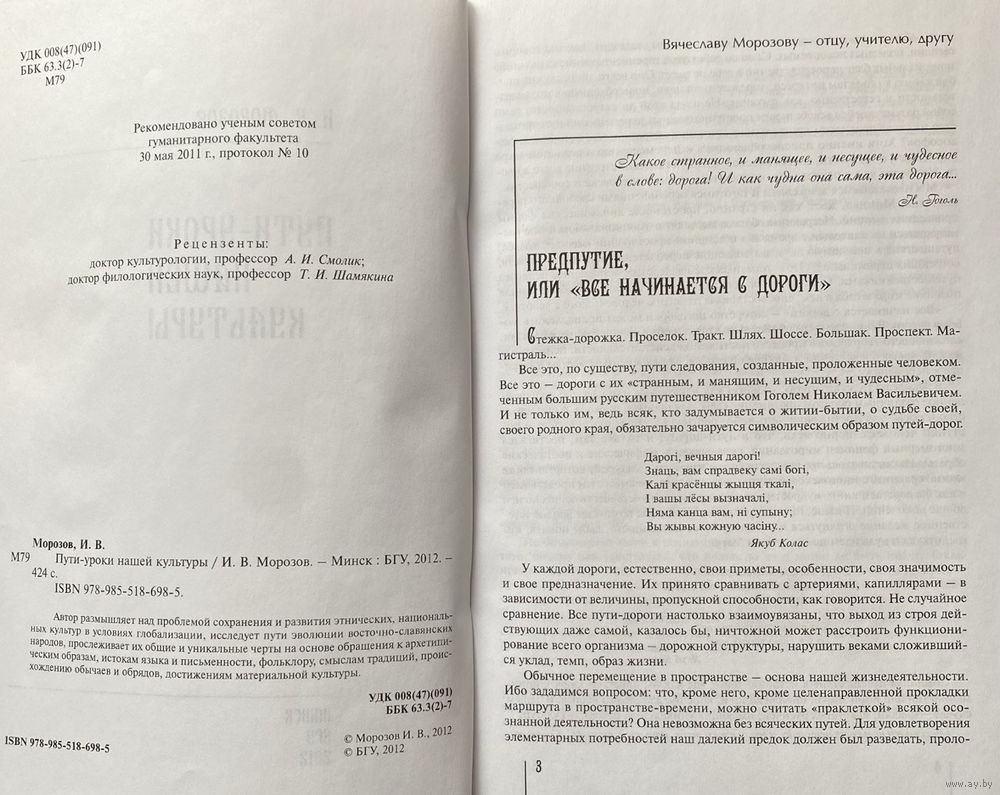 УДК 008(47)(091)
ББК 63.3(2)-7
М79
Рекомендовано ученым советом
гуманитарного факультета
30 мая 2011 г., протокол № 10
Рецензенты:
доктор культурологии, профессор А. И. Смолик;
доктор филологических наук, профессор Т. И. Шамякина
Морозов, И. В.
М79 Пути-уроки нашей культуры / И. В. Морозов. – Минск : БГУ, 2012. –
424 с.
ISBN 978-985-518-698-5.
Автор размышляет над проблемой сохранения и развития этнических, националь-
ных культур в условиях глобализации, исследует пути эволюции восточно-славянских
народов, прослеживает их общие и уникальные черты на основе обращения к архетипи-
ческим образам, истокам языка и письменности, фольклору, смыслам традиций, проис-
хождению обычаев и обрядов, достижениям материальной культуры.
УДК 008(47)(091)
ББК 63.3(2)-7
ISBN 978-985-518-698-5
© Морозов И. В., 2012
© БГУ, 2012
Вячеславу Морозову – отцу, учителю, другу
Какое странное, и манящее, и несущее, и чудесное
в слове: дорога! И как чудна она сама, эта дорога...
Н. Гоголь
ПРЕДПУТИЕ,
ИЛИ «ВСЕ НАЧИНАЕТСЯ С ДОРОГИ»
Стежка-дорожка. Проселок. Тракт. Шлях. Шоссе. Большак. Проспект. Ма-
гистраль...
Все это, по существу, пути следования, созданные, проложенные человеком.
Все это – дороги с их «странным, и манящим, и несущим, и чудесным», отме-
ченным большим русским путешественником Гоголем Николаем Васильевичем.
И не только им, ведь всяк, кто задумывается о житии-бытии, о судьбе своей,
своего родного края, обязательно зачаруется символическим образом путей-дорог.
Дарогі, вечныя дарогі!
Знаць, вам спрадвеку самі богі,
Калі красёнцы жыцця ткалі,
І вашы лёсы вызначалі,
Няма канца вам, ні супыну;
Вы жывы кожную часіну...
Якуб Колас
У каждой дороги, естественно, свои приметы, особенности, своя значимость
и свое предназначение. Их принято сравнивать с артериями, капиллярами – в
зависимости от величины, пропускной способности, как говорится. Не случайное
сравнение. Все пути-дороги настолько взаимоувязаны, что выход из строя дей-
ствующих даже самой, казалось бы, ничтожной может расстроить функциони-
рование всего организма – дорожной структуры, нарушить веками сложивший-
ся уклад, темп, образ жизни.
Обычное перемещение в пространстве – основа нашей жизнедеятельности.
Ибо зададимся вопросом: что, кроме него, кроме целенаправленной прокладки
маршрута в пространстве-времени, можно считать «праклеткой» всякой осо-
знанной деятельности? Она невозможна без всяческих путей. Для удовлетворения
элементарных потребностей наш далекий предок должен был разведать, проло-
3
www.ay.by